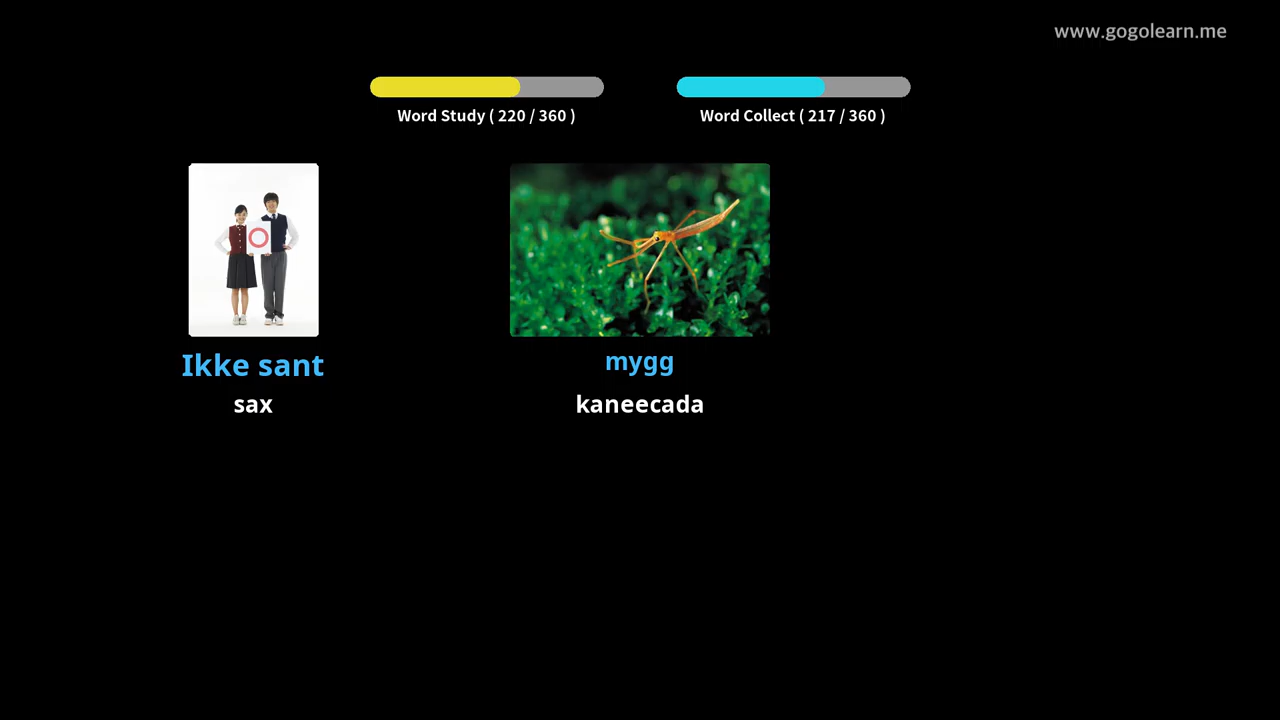 www.gogolearn.me
Word Study ( 220 / 360 )
Word Collect ( 217 / 360 )
Ikke sant
mygg
sax
kaneecada